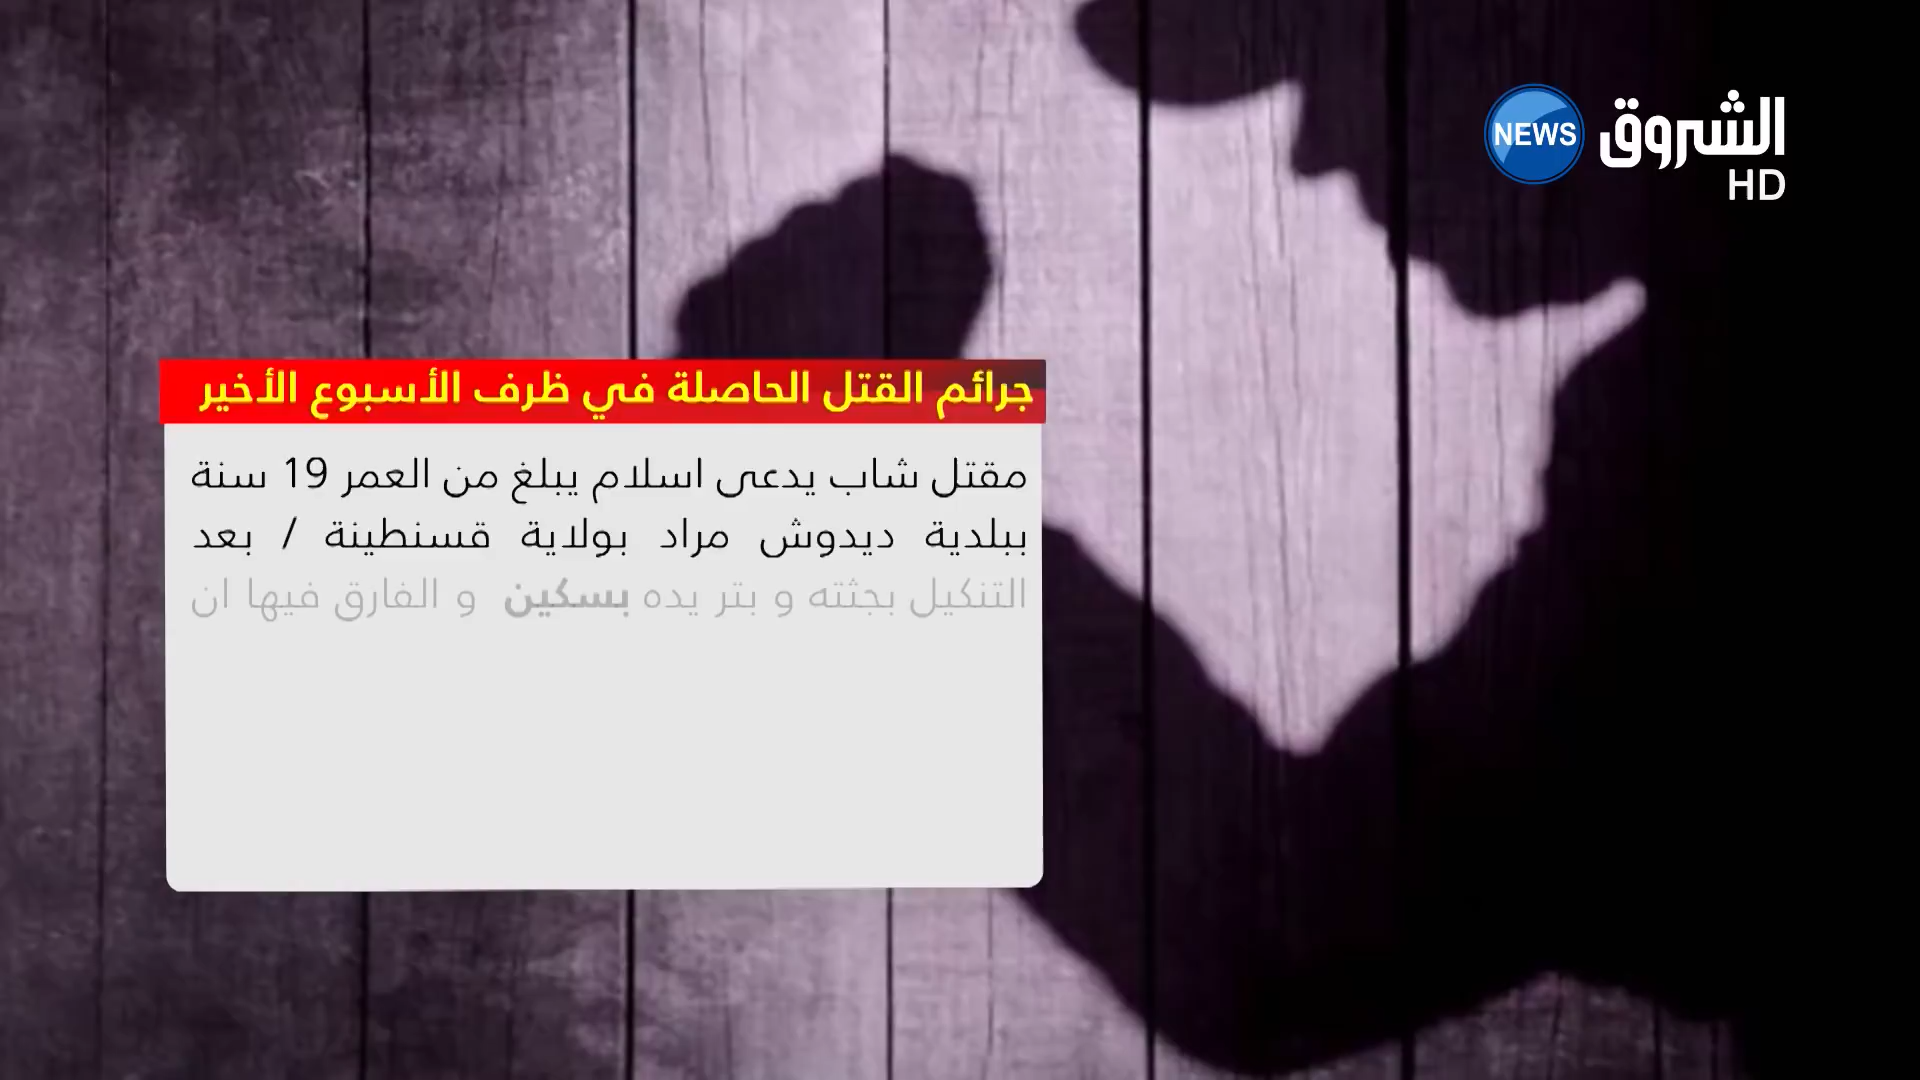 NEWS الشروق
HD
جرائم القتل الحاصلة في ظرف الأسبوع الأخير
مقتل شاب يدعى اسلام يبلغ من العمر 19 سنة
ببلدية ديدوش مراد بولاية قسنطينة / بعد
التنكيل بجثته و بتر يده بسكين و الفارق فيها ان